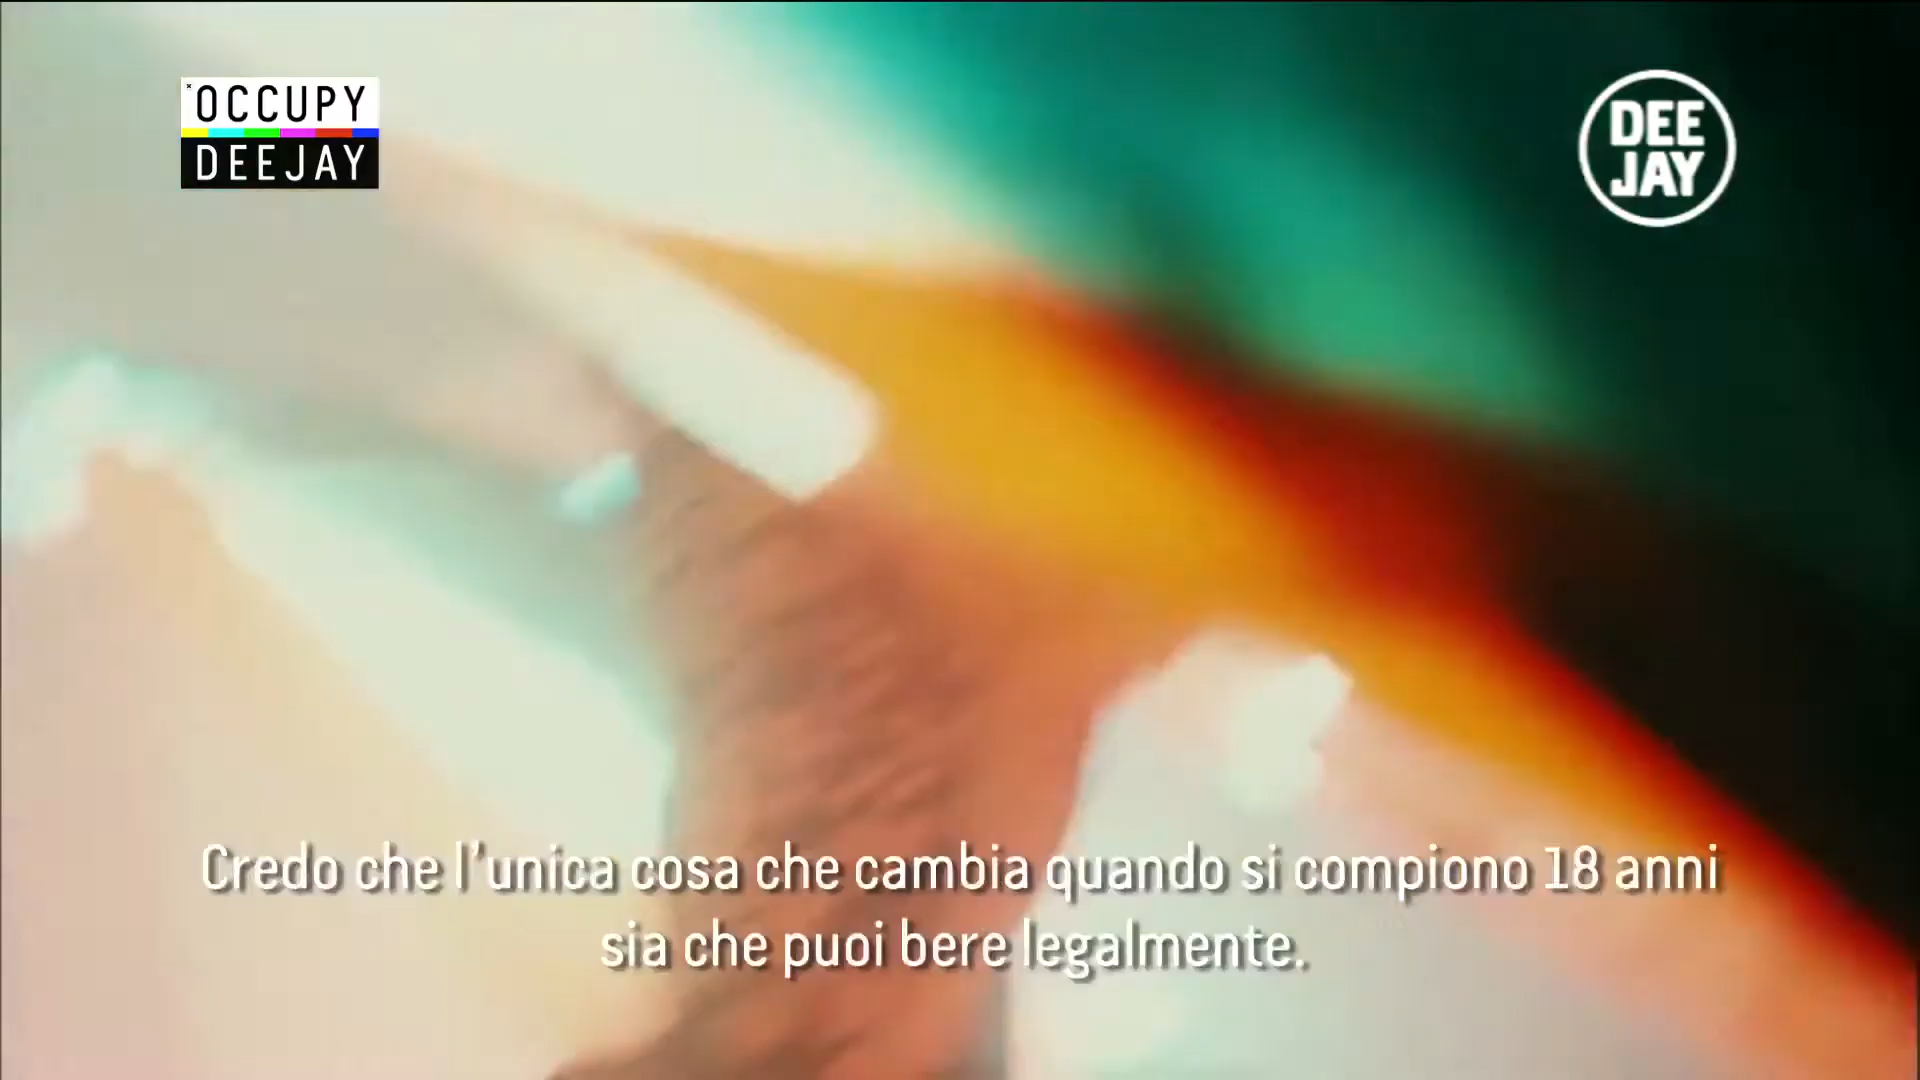 OCCUPY
DEEJAY
DEE
JAY
Credo che l'unica cosa che cambia quando si compiono 18 anni
sia che puoi bere legalmente.